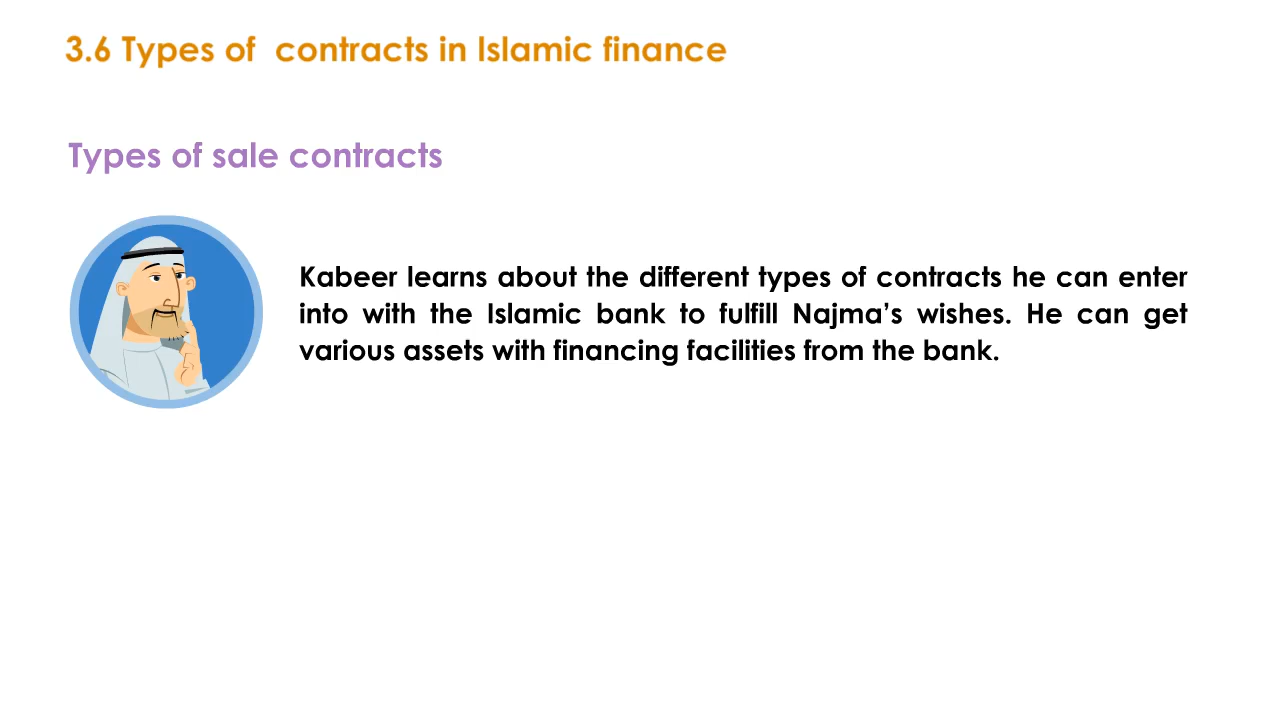 3.6 Types of  contracts in Islamic finance
Types of sale contracts
Kabeer learns about the different types of contracts he can enter
into with the Islamic bank to fulfill Najma’s wishes. He can get
various assets with financing facilities from the bank.